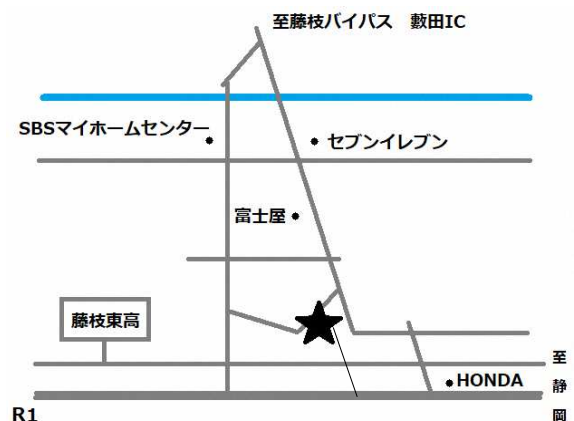 至藤枝バイパス 藪田IC
SBSマイホームセンター
セブンイレブン
富士屋
藤枝東高
至静岡
HONDA
R1